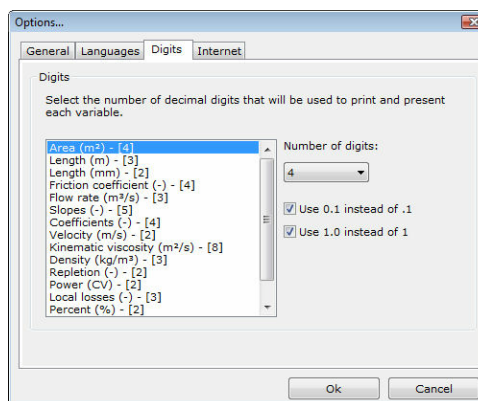 Options...
General Languages Digits Internet
Digits
Select the number of decimal digits that will be used to print and present
each variable.
Area (m²) - [4]
Length (m) - [3]
Length (mm) - [2]
Friction coefficient (-) - [4]
Flow rate (m³/s) - [3]
Slopes (-) - [5]
Coefficients (-) - [4]
Velocity (m/s) - [2]
Kinematic viscosity (m²/s) - [8]
Density (kg/m³) - [3]
Repletion (-) - [2]
Power (CV) - [2]
Local losses (-) - [3]
Percent (%) - [2]
Number of digits:
4
Use 0.1 instead of .1
Use 1.0 instead of 1
Ok Cancel